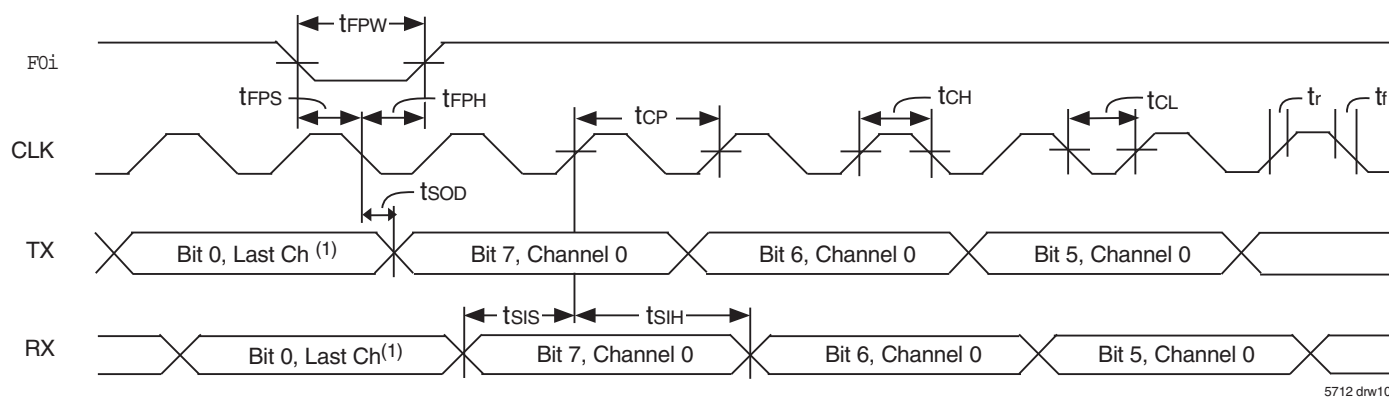 tFPW
F0i
tFPS
tFPH
tCP
tCH
tCL
tr
tf
CLK
tSOD
TX
Bit 0, Last Ch (1)
Bit 7, Channel 0
Bit 6, Channel 0
Bit 5, Channel 0
tSIS
tSIH
RX
Bit 0, Last Ch(1)
Bit 7, Channel 0
Bit 6, Channel 0
Bit 5, Channel 0
5712 drw10